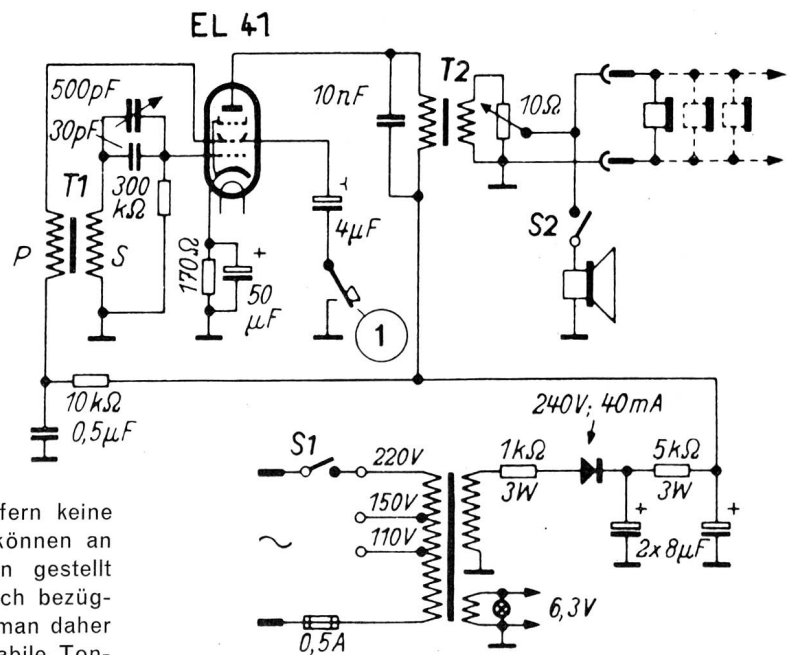 EL 41
500pF
30pF
T1
300
kΩ
P
S
170Ω
+
50
μF
+
4μF
1
10nF
T2
10Ω
S2
10kΩ
0,5μF
240V; 40mA
S1
220V
150V
110V
~
0,5A
1kΩ
3W
5kΩ
3W
+
+
2x8μF
6,3V
fern keine
können an
n gestellt
ch bezüg-
man daher
abile Ton-